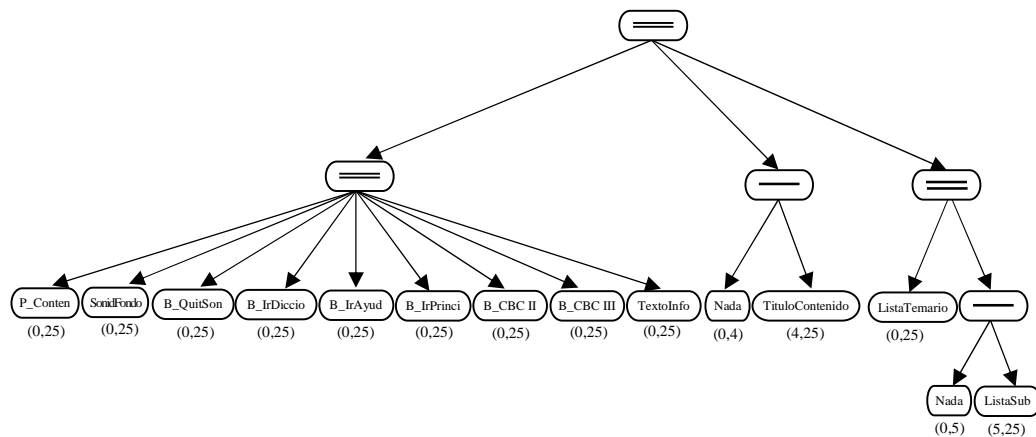 P_Conten
SonidFondo
B_QuitSon
B_IrDiccio
B_IrAyud
B_IrPrinci
B_CBC II
B_CBC III
TextoInfo
Nada
TituloContenido
ListaTemario
(0,25)
(0,25)
(0,25)
(0,25)
(0,25)
(0,25)
(0,25)
(0,25)
(0,25)
(0,4)
(4,25)
(0,25)
Nada
ListaSub
(0,5)
(5,25)